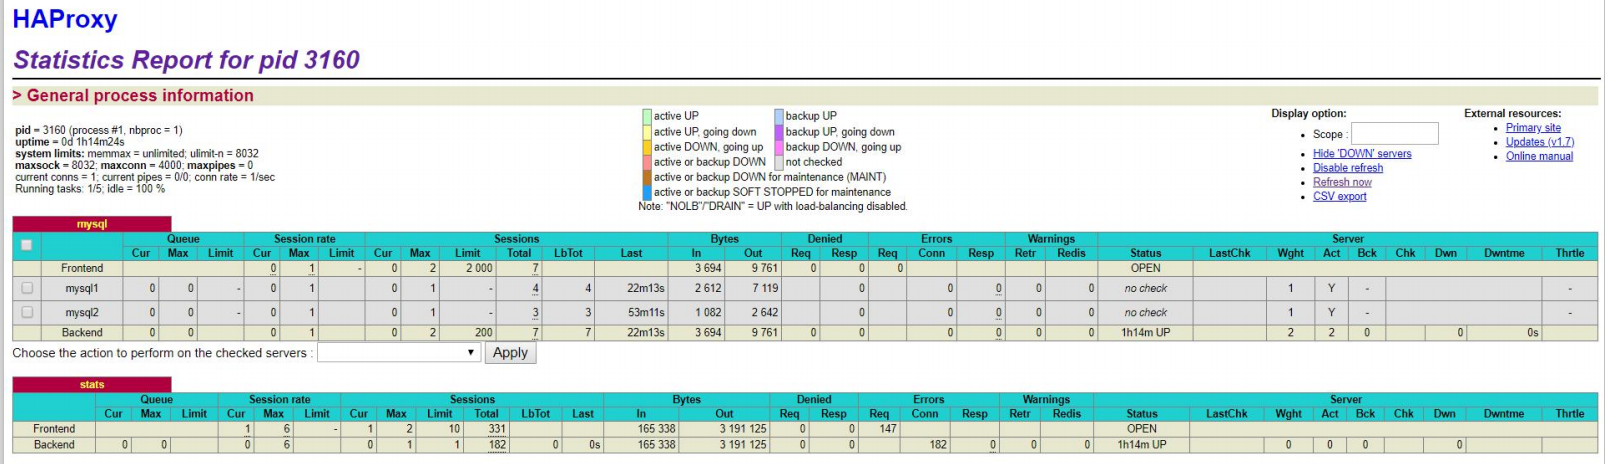 HAProxy
Statistics Report for pid 3160
> General process information
pid = 3160 (process #1, nbproc = 1)
uptime = 0d 1h14m24s
system limits: memmax = unlimited; ulimit-n = 8032
maxsock = 8032; maxconn = 4000; maxpipes = 0
current conns = 1; current pipes = 0/0; conn rate = 1/sec
Running tasks: 1/5; idle = 100 %
active UP backup UP
active UP, going down backup UP, going down
active DOWN, going up backup DOWN, going up
active or backup DOWN not checked
active or backup DOWN for maintenance (MAINT)
active or backup SOFT STOPPED for maintenance
Note: "NOLB"/"DRAIN" = UP with load-balancing disabled.
Display option:
Scope :
Hide 'DOWN' servers
Disable refresh
Refresh now
CSV export
External resources:
Primary site
Updates (v1.7)
Online manual
mysql
Queue Session rate Sessions Bytes Denied Errors Warnings Server
Cur Max Limit Cur Max Limit Cur Max Limit Total LbTot Last In Out Req Resp Req Conn Resp Retr Redis Status LastChk Wght Act Bck Chk Dwn Dwntme Thrtle
Frontend 0 1 - 0 2 2 000 7 3 694 9 761 0 0 0 OPEN
mysql1 0 0 - 0 1 0 1 - 4 4 22m13s 2 612 7 119 0 0 0 0 0 no check 1 Y - -
mysql2 0 0 - 0 1 0 1 - 3 3 53m11s 1 082 2 642 0 0 0 0 0 no check 1 Y - -
Backend 0 0 0 1 0 2 200 7 7 22m13s 3 694 9 761 0 0 0 0 0 0 1h14m UP 2 2 0 0 0s
Choose the action to perform on the checked servers : Apply
stats
Queue Session rate Sessions Bytes Denied Errors Warnings Server
Cur Max Limit Cur Max Limit Cur Max Limit Total LbTot Last In Out Req Resp Req Conn Resp Retr Redis Status LastChk Wght Act Bck Chk Dwn Dwntme Thrtle
Frontend 1 6 - 1 2 10 331 165 338 3 191 125 0 0 147 OPEN
Backend 0 0 0 6 0 1 1 182 0 0s 165 338 3 191 125 0 0 182 0 0 0 1h14m UP 0 0 0 0